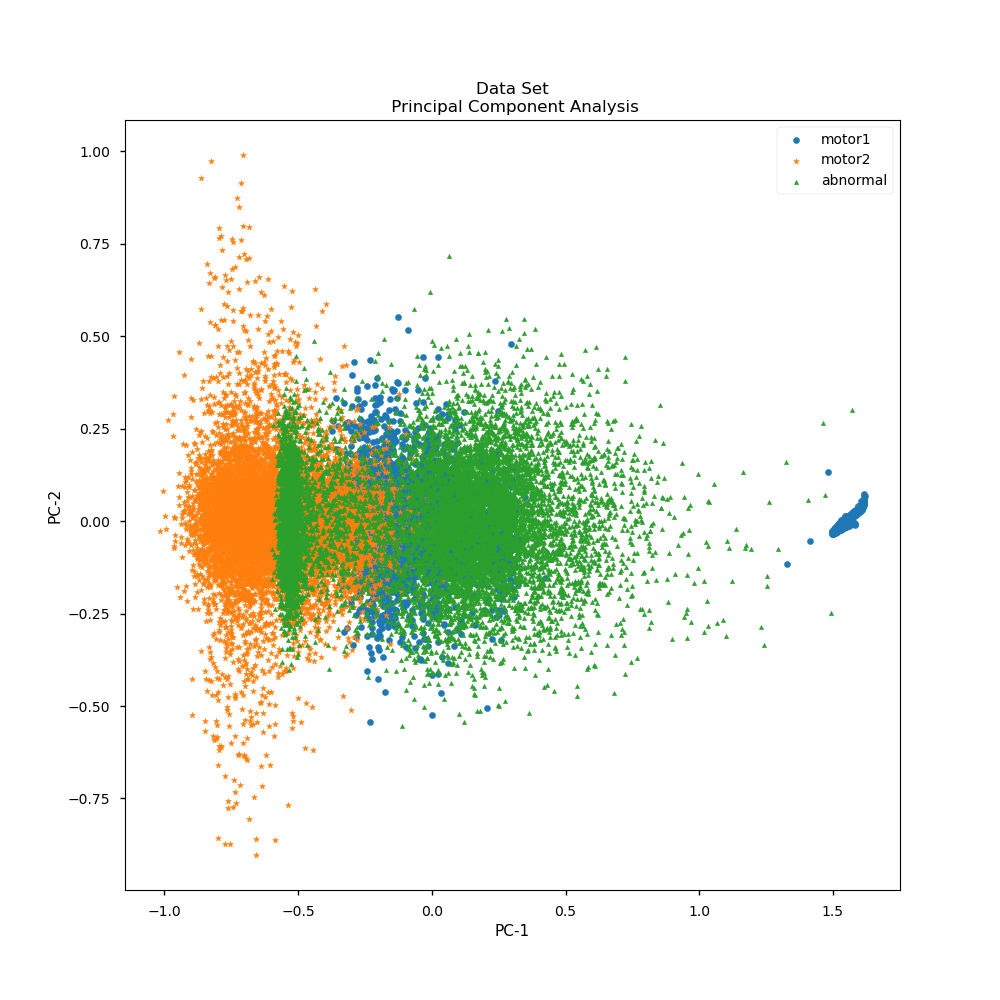 Data Set
Principal Component Analysis
motor1
motor2
abnormal
1.00
0.75
0.50
0.25
0.00
−0.25
−0.50
−0.75
PC-2
−1.0
−0.5
0.0
0.5
1.0
1.5
PC-1